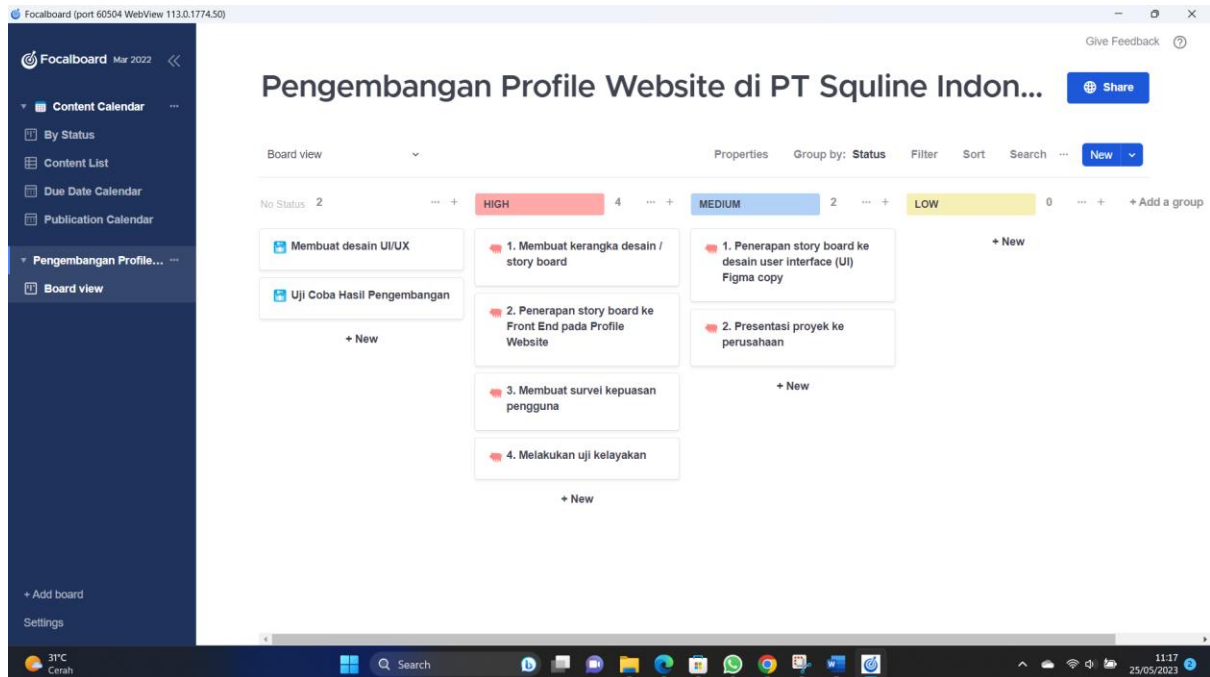 Focalboard (port 60504 WebView 113.0.1774.50)
Give Feedback
Focalboard Mar 2022
Pengembangan Profile Website di PT Squline Indon...
Share
Content Calendar
By Status
Content List
Due Date Calendar
Publication Calendar
Pengembangan Profile...
Board view
Board view
Properties Group by: Status Filter Sort Search ... New
No Status 2
HIGH 4
MEDIUM 2
LOW 0
+ Add a group
Membuat desain UI/UX
Uji Coba Hasil Pengembangan
+ New
1. Membuat kerangka desain /
story board
2. Penerapan story board ke
Front End pada Profile
Website
3. Membuat survei kepuasan
pengguna
4. Melakukan uji kelayakan
+ New
1. Penerapan story board ke
desain user interface (UI)
Figma copy
2. Presentasi proyek ke
perusahaan
+ New
+ New
+ Add board
Settings
31°C
Cerah
Search
11:17
25/05/2023
2